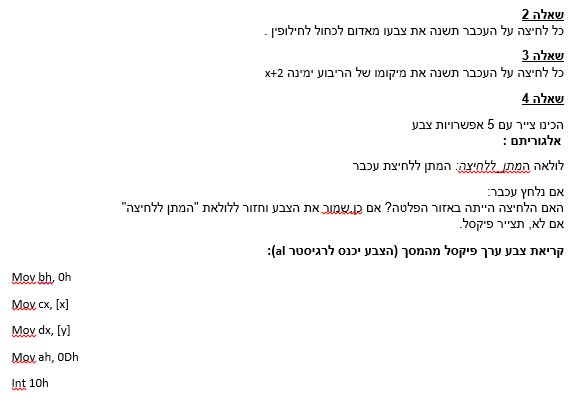 שאלה 2
כל לחיצה על העכבר תשנה את צבעו מאדום לכחול לחילופין .
שאלה 3
כל לחיצה על העכבר תשנה את מיקומו של הריבוע ימינה x+2
שאלה 4
הכינו צייר עם 5 אפשרויות צבע
אלגוריתם :
לולאה המתן_ללחיצה: המתן ללחיצת עכבר
אם נלחץ עכבר:
האם הלחיצה הייתה באזור הפלטה? אם כן,שמור את הצבע וחזור ללולאת "המתן ללחיצה"
אם לא, תצייר פיקסל.
קריאת צבע ערך פיקסל מהמסך (הצבע יכנס לרגיסטר al):
Mov bh, 0h
Mov cx, [x]
Mov dx, [y]
Mov ah, 0Dh
Int 10h